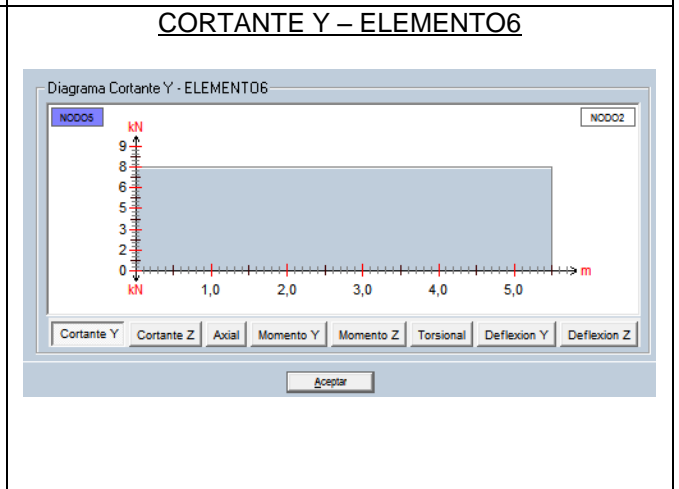 CORTANTE Y – ELEMENTO6
Diagrama Cortante Y - ELEMENTO6
NODO5
NODO2
kN
9
8
6
5
3
2
0
m
kN
1,0 2,0 3,0 4,0 5,0
Cortante Y Cortante Z Axial Momento Y Momento Z Torsional Deflexion Y Deflexion Z
Aceptar